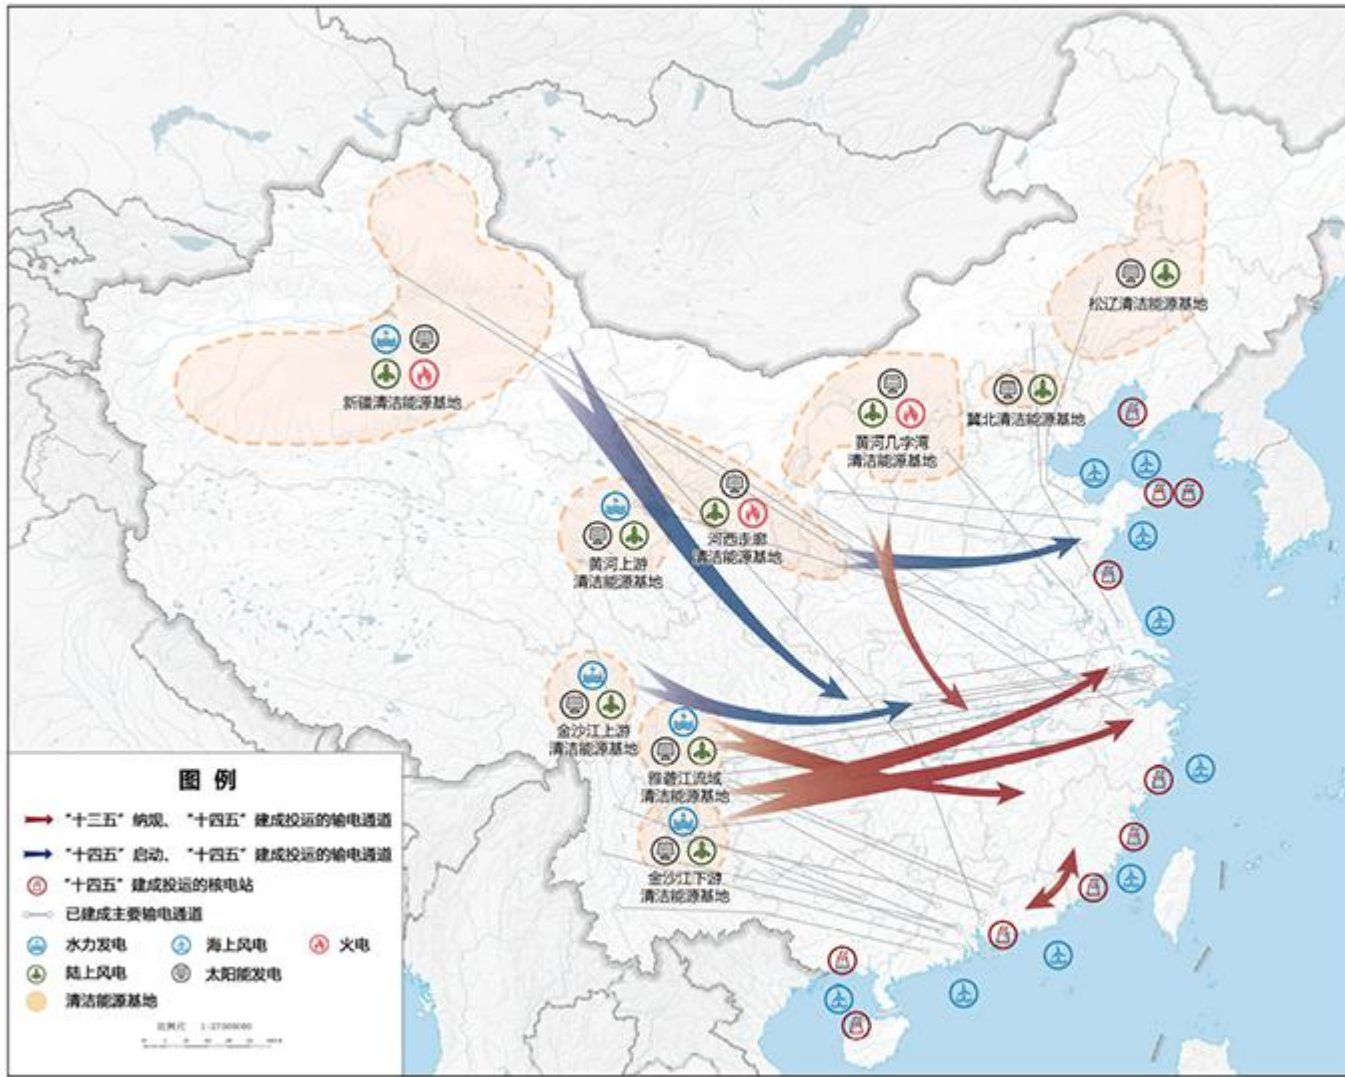 松辽清洁能源基地
新疆清洁能源基地
冀北清洁能源基地
黄河几字湾
清洁能源基地
河西走廊
清洁能源基地
黄河上游
清洁能源基地
金沙江上游
清洁能源基地
雅砻江流域
清洁能源基地
金沙江下游
清洁能源基地
图 例
“十三五”纳规、“十四五”建成投运的输电通道
“十四五”启动、“十四五”建成投运的输电通道
“十四五”建成投运的核电站
已建成主要输电通道
水力发电 海上风电 火电
陆上风电 太阳能发电
清洁能源基地
比例尺